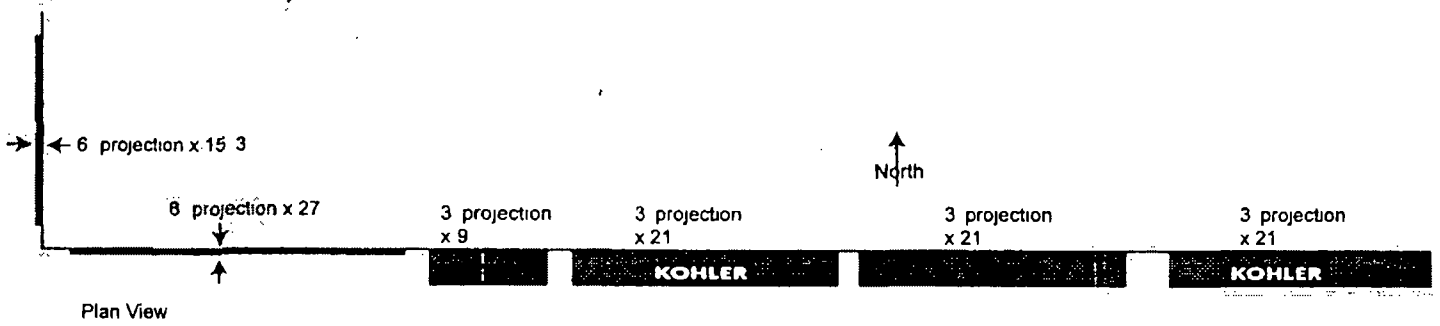 6 projection x 15 3
North
6 projection x 27
3 projection
x 9
3 projection
x 21
3 projection
x 21
3 projection
x 21
KOHLER
KOHLER
Plan View